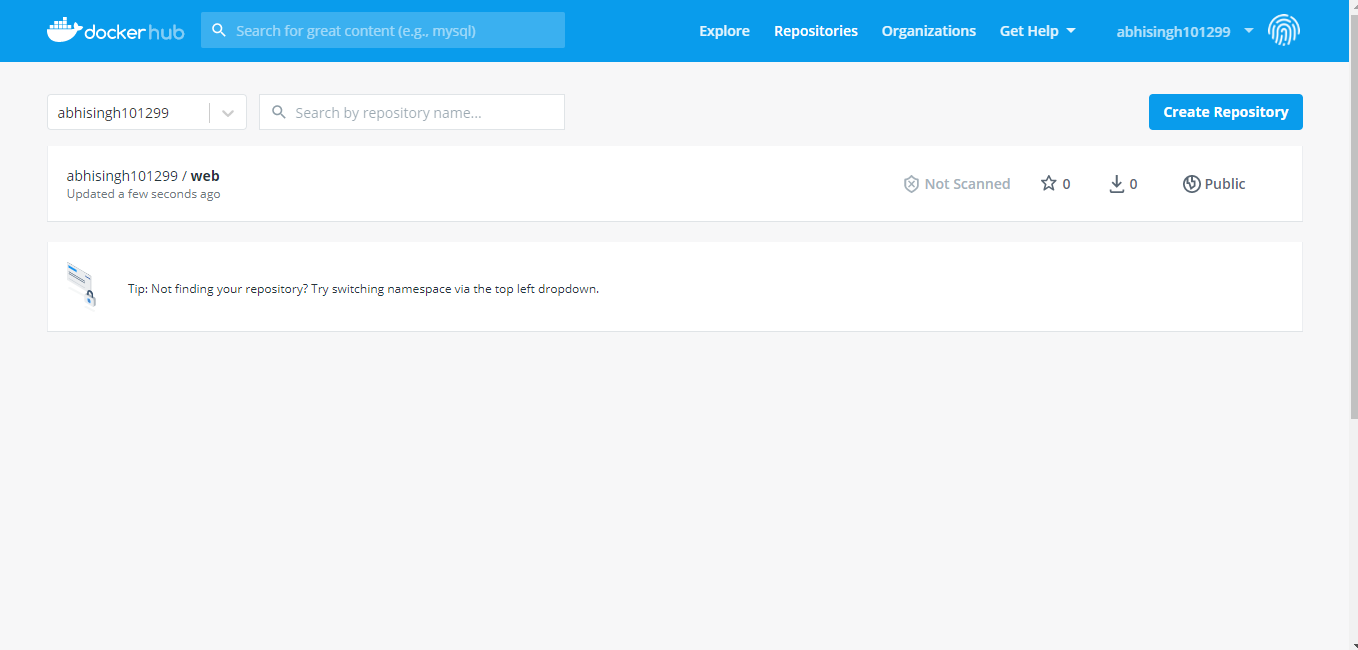 docker hub
Search for great content (e.g., mysql)
Explore
Repositories
Organizations
Get Help
abhisingh101299
abhisingh101299
Search by repository name...
Create Repository
abhisingh101299 / web
Updated a few seconds ago
Not Scanned
0
0
Public
Tip: Not finding your repository? Try switching namespace via the top left dropdown.